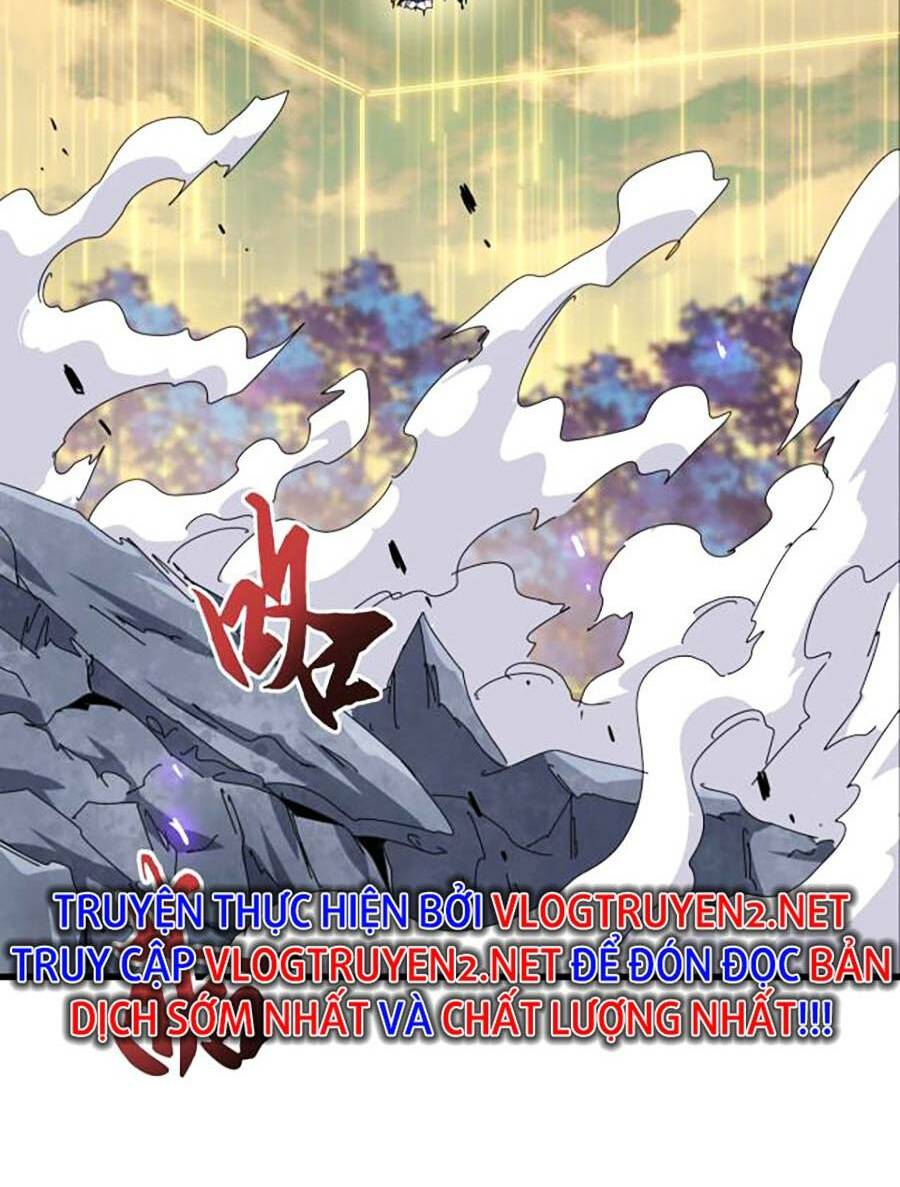 咯
TRUYỆN THỰC HIỆN BỞI VLOGTRUYEN2.NET
TRUY CẬP VLOGTRUYEN2.NET ĐỂ ĐÓN ĐỌC BẢN
DỊCH SỚM NHẤT VÀ CHẤT LƯỢNG NHẤT!!!